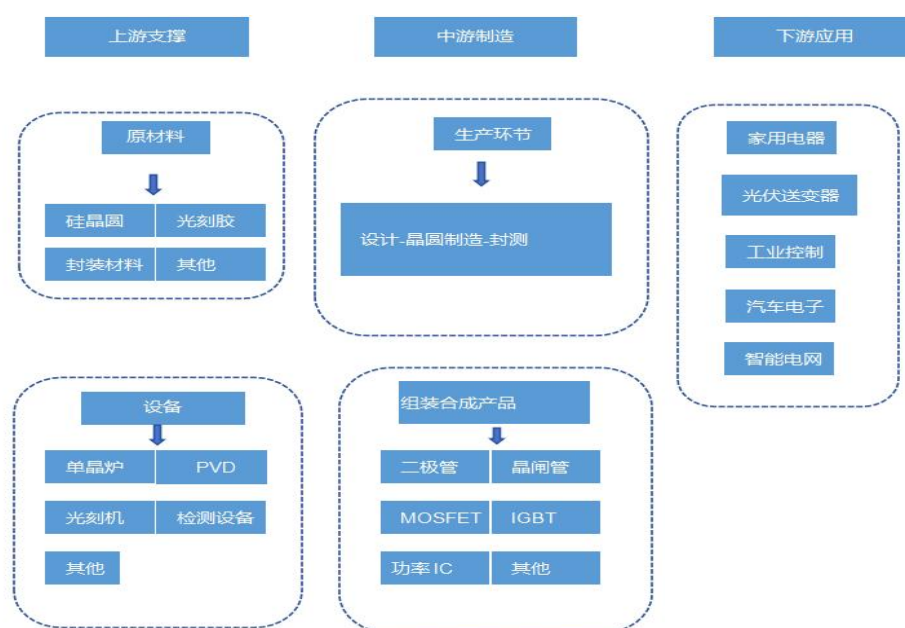 上游支撑
中游制造
下游应用
原材料
硅晶圆
光刻胶
封装材料
其他
设备
单晶炉
PVD
光刻机
检测设备
其他
生产环节
设计-晶圆制造-封测
组装合成产品
二极管
晶闸管
MOSFET
IGBT
功率IC
其他
家用电器
光伏送变器
工业控制
汽车电子
智能电网